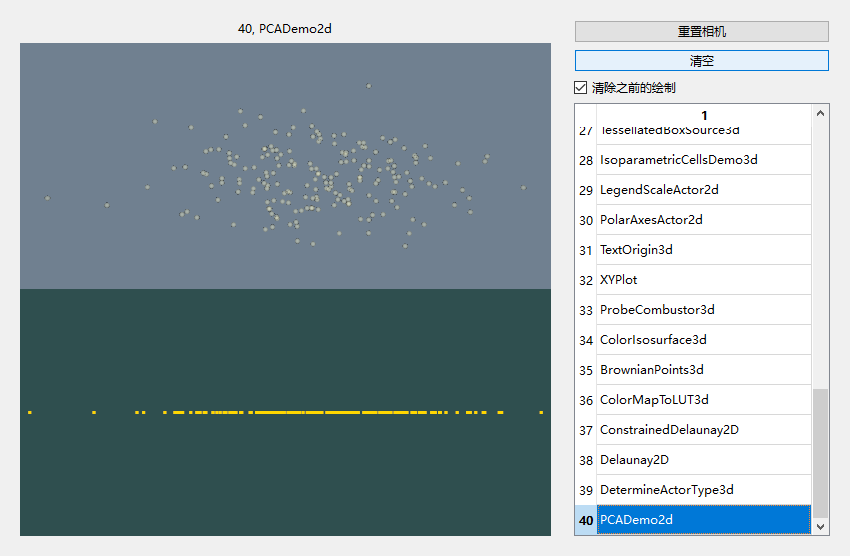 40, PCADemo2d
重置相机
清空
清除之前的绘制
1
27 TessellatedBoxSource3d
28 IsoparametricCellsDemo3d
29 LegendScaleActor2d
30 PolarAxesActor2d
31 TextOrigin3d
32 XYPlot
33 ProbeCombustor3d
34 ColorIsosurface3d
35 BrownianPoints3d
36 ColorMapToLUT3d
37 ConstrainedDelaunay2D
38 Delaunay2D
39 DetermineActorType3d
40 PCADemo2d